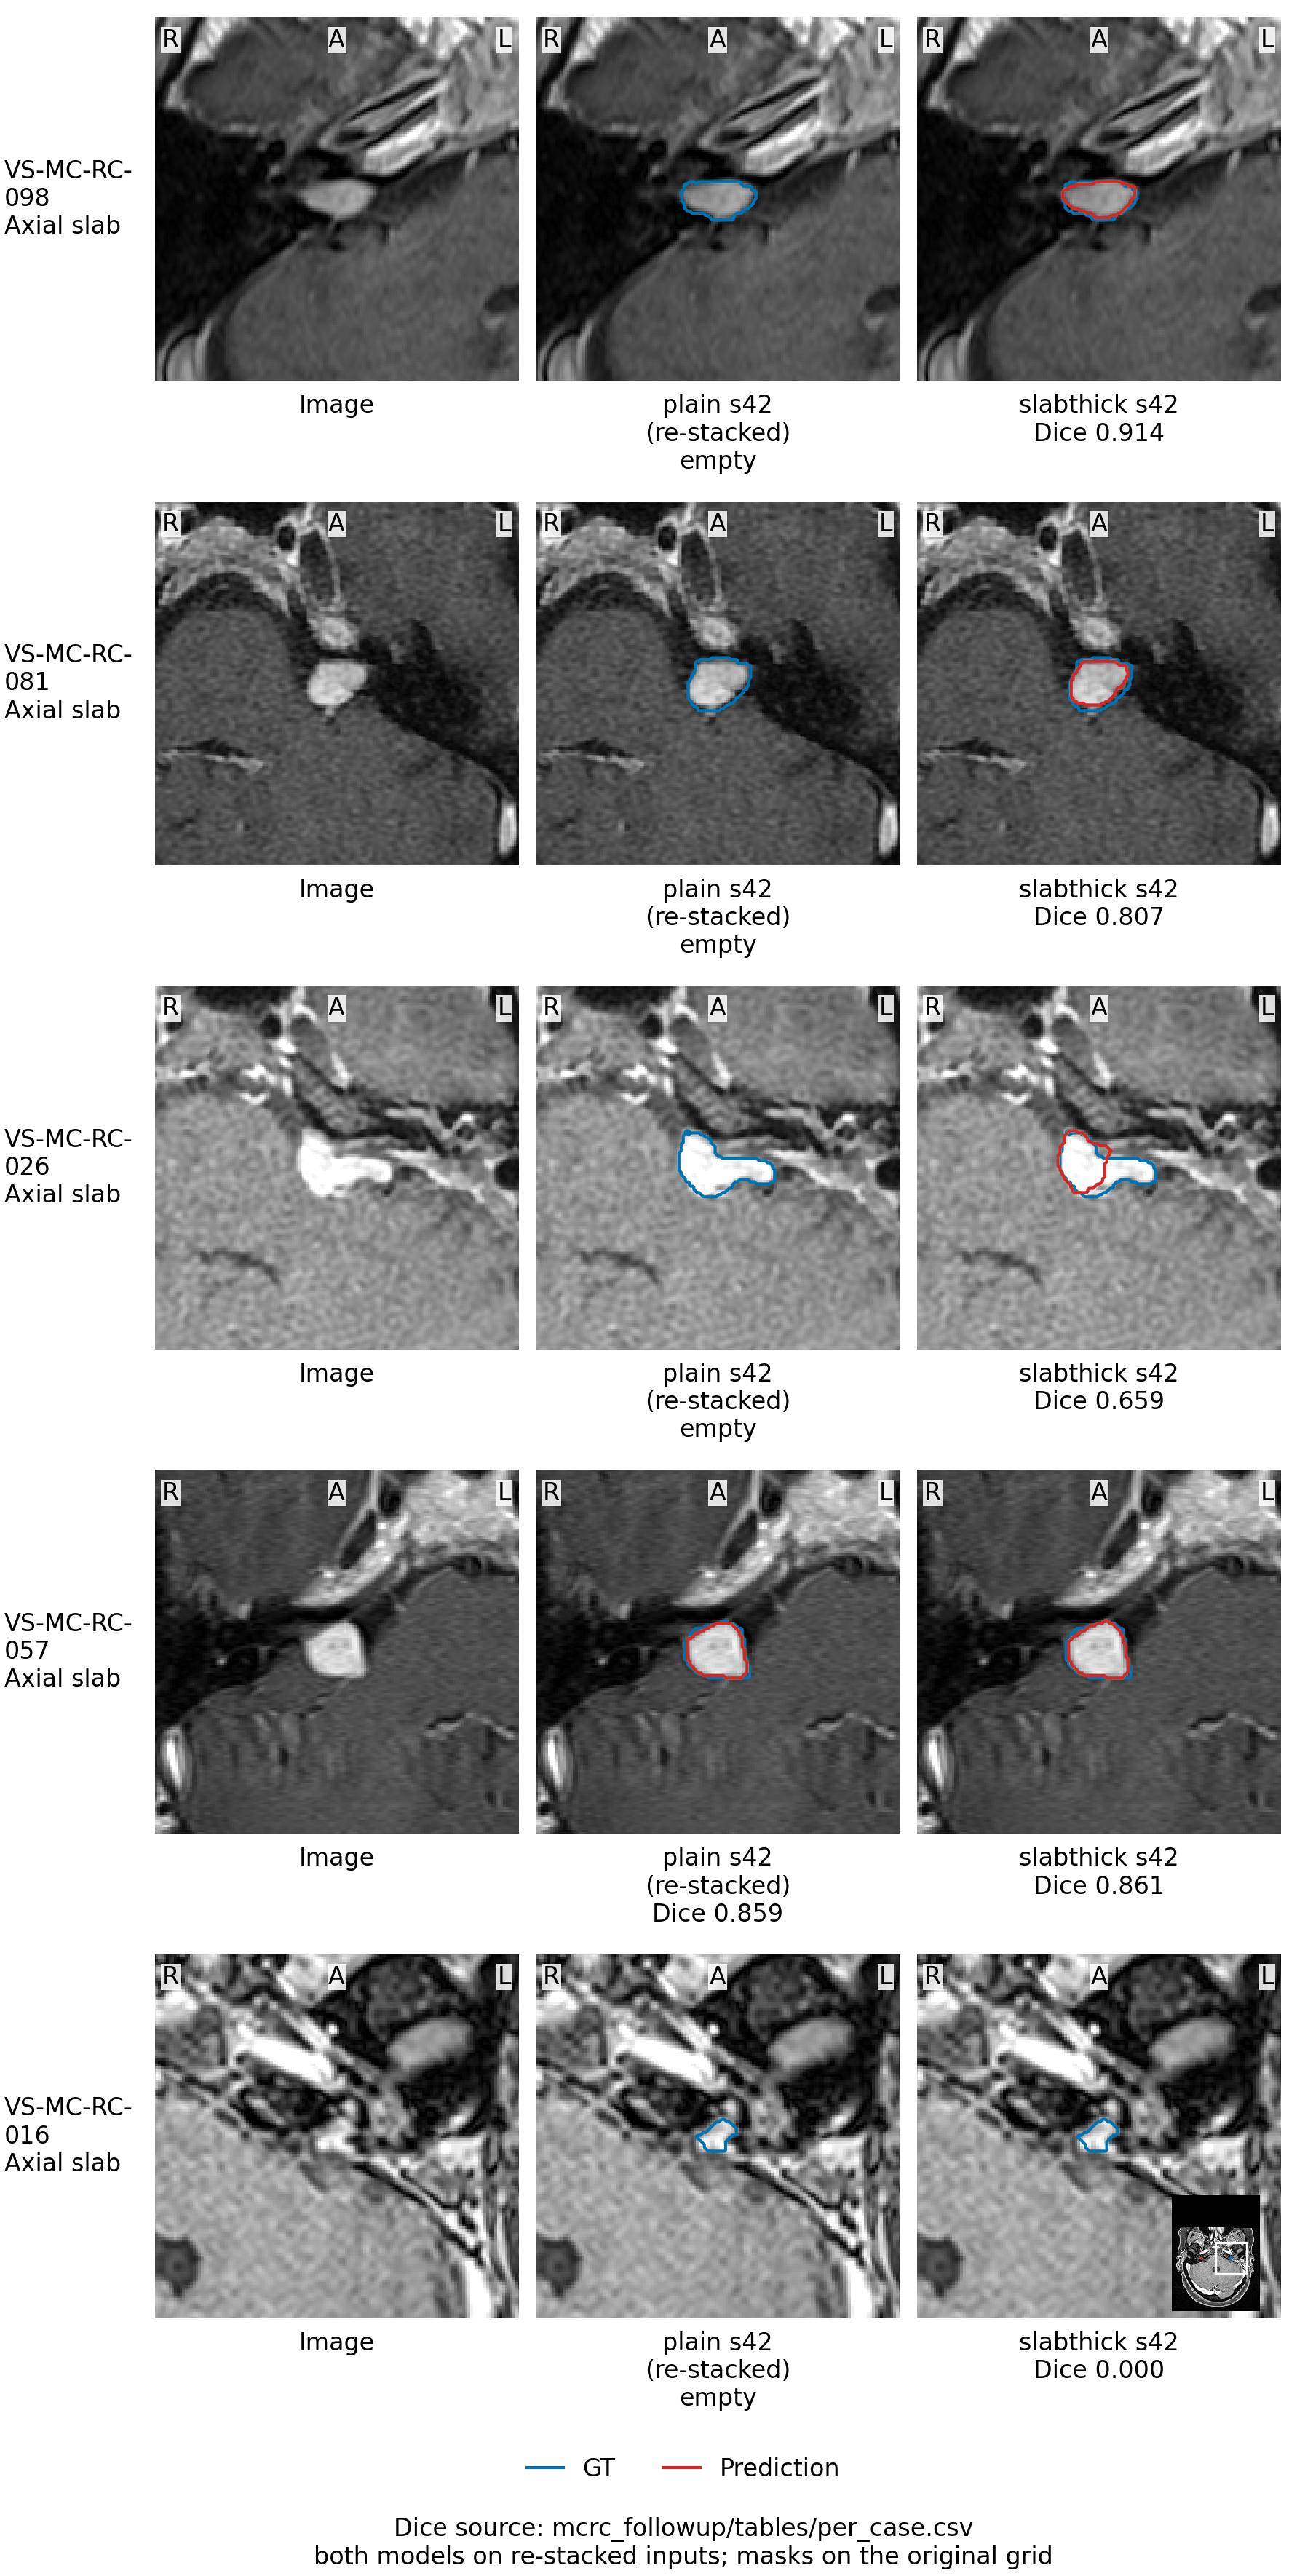 R A L R A L R A L
VS-MC-RC-
098
Axial slab
Image
plain s42
(re-stacked)
empty
slabthick s42
Dice 0.914
R A L R A L R A L
VS-MC-RC-
081
Axial slab
Image
plain s42
(re-stacked)
empty
slabthick s42
Dice 0.807
R A L R A L R A L
VS-MC-RC-
026
Axial slab
Image
plain s42
(re-stacked)
empty
slabthick s42
Dice 0.659
R A L R A L R A L
VS-MC-RC-
057
Axial slab
Image
plain s42
(re-stacked)
Dice 0.859
slabthick s42
Dice 0.861
R A L R A L R A L
VS-MC-RC-
016
Axial slab
Image
plain s42
(re-stacked)
empty
slabthick s42
Dice 0.000
GT Prediction
Dice source: mcrc_followup/tables/per_case.csv
both models on re-stacked inputs; masks on the original grid